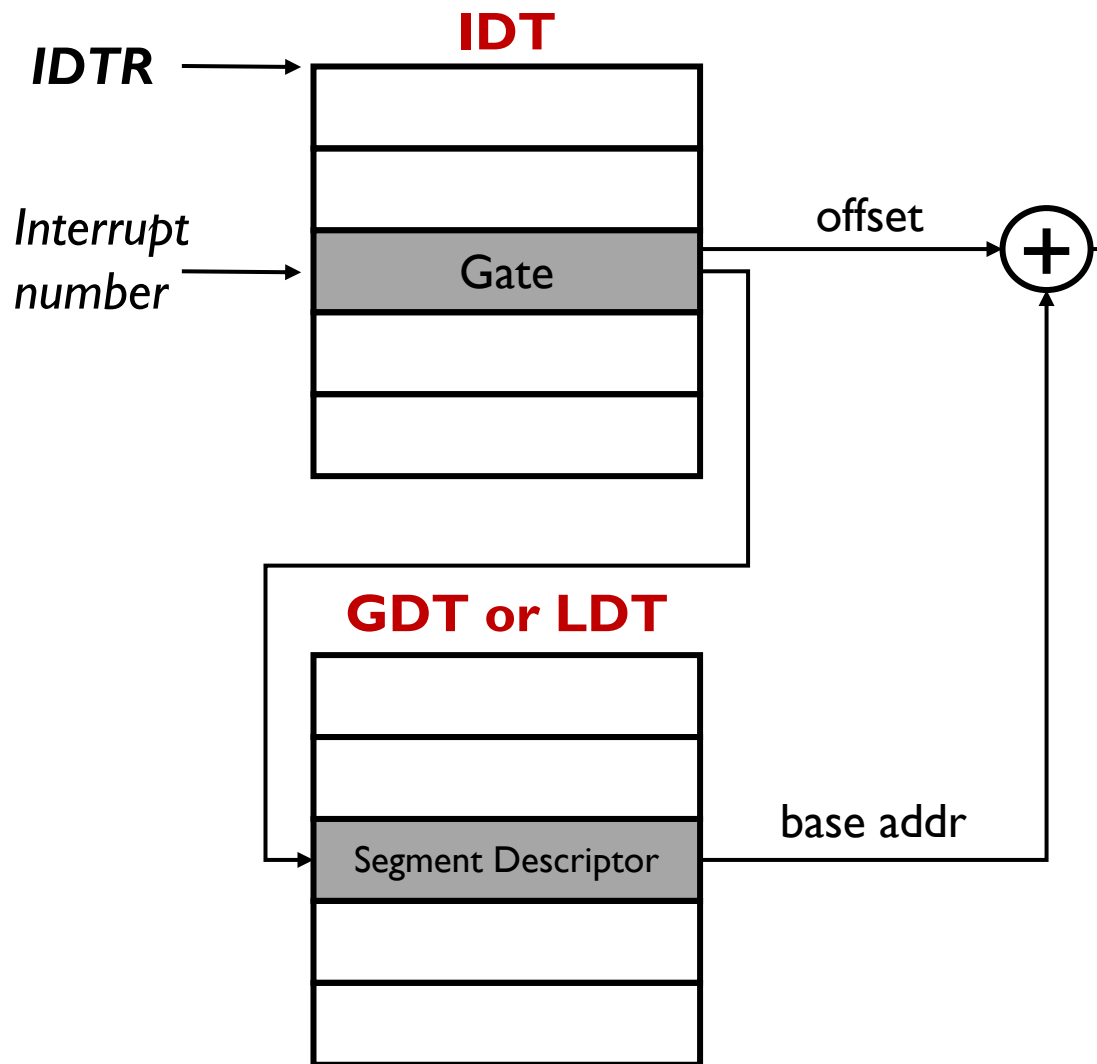 IDT
IDTR
Interrupt
number
Gate
offset
+
GDT or LDT
Segment Descriptor
base addr